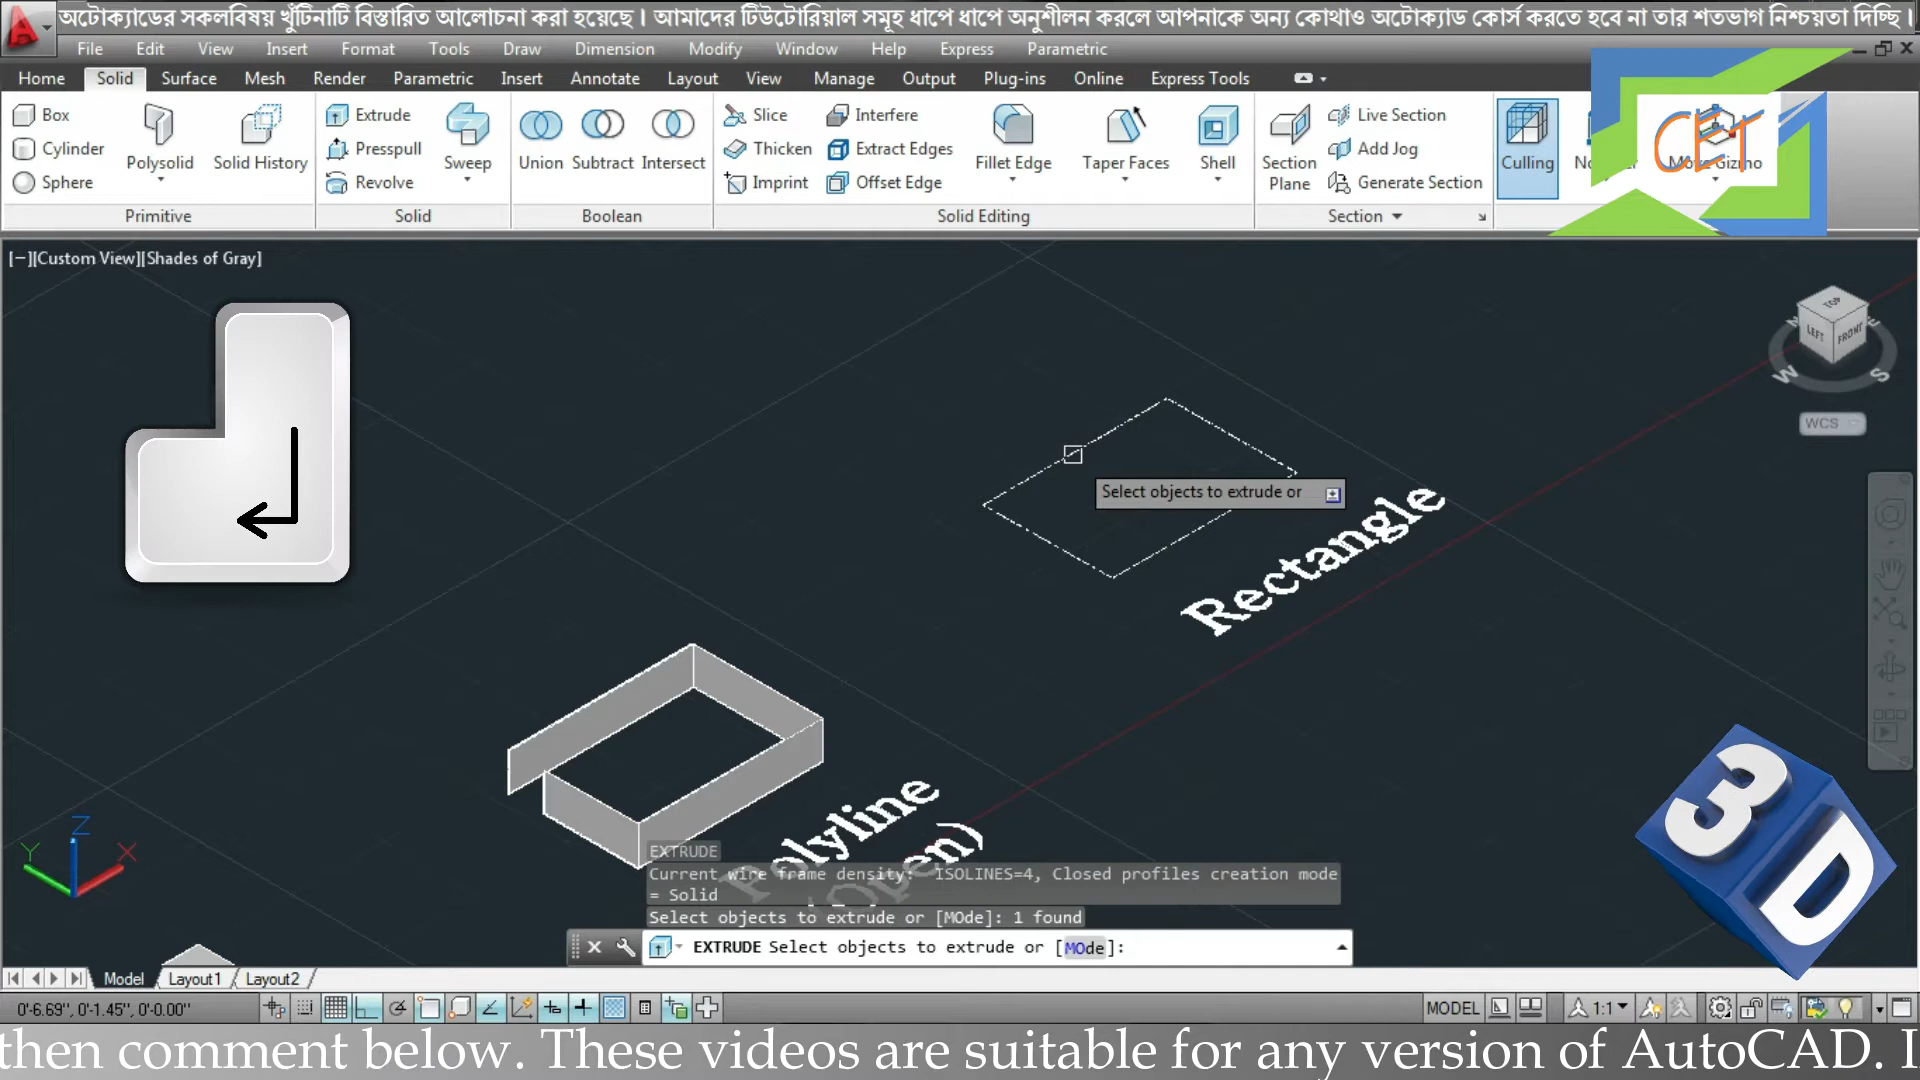 অটোক্যাডের সকলবিষয় খুঁটিনাটি বিস্তারিত আলোচনা করা হয়েছে। আমাদের টিউটোরিয়াল সমূহ ধাপে ধাপে অনুশীলন করলে আপনাকে অন্য কোথাও অটোক্যাড কোর্স করতে হবে না তার শতভাগ নিশ্চয়তা দিচ্ছি।
File Edit View Insert Format Tools Draw Dimension Modify Window Help Express Parametric
Home Solid Surface Mesh Render Parametric Insert Annotate Layout View Manage Output Plug-ins Online Express Tools
Box Extrude Slice Interfere Live Section
Cylinder Polysolid Solid History Presspull Sweep Union Subtract Intersect Thicken Extract Edges Fillet Edge Taper Faces Shell Section Plane Add Jog Culling Move Gizmo
Sphere Revolve Imprint Offset Edge Generate Section
CET
Primitive Solid Boolean Solid Editing Section
[−][Custom View][Shades of Gray]
TOP
LEFT FRONT
W S
WCS
Select objects to extrude or
Rectangle
Polyline
(Open)
3D
Z
Y X
EXTRUDE
Current wire frame density: ISOLINES=4, Closed profiles creation mode
= Solid
Select objects to extrude or [MOde]: 1 found
EXTRUDE Select objects to extrude or [MOde]:
Model Layout1 Layout2
0'-6.69", 0'-1.45", 0'-0.00" MODEL 1:1
then comment below. These videos are suitable for any version of AutoCAD. I